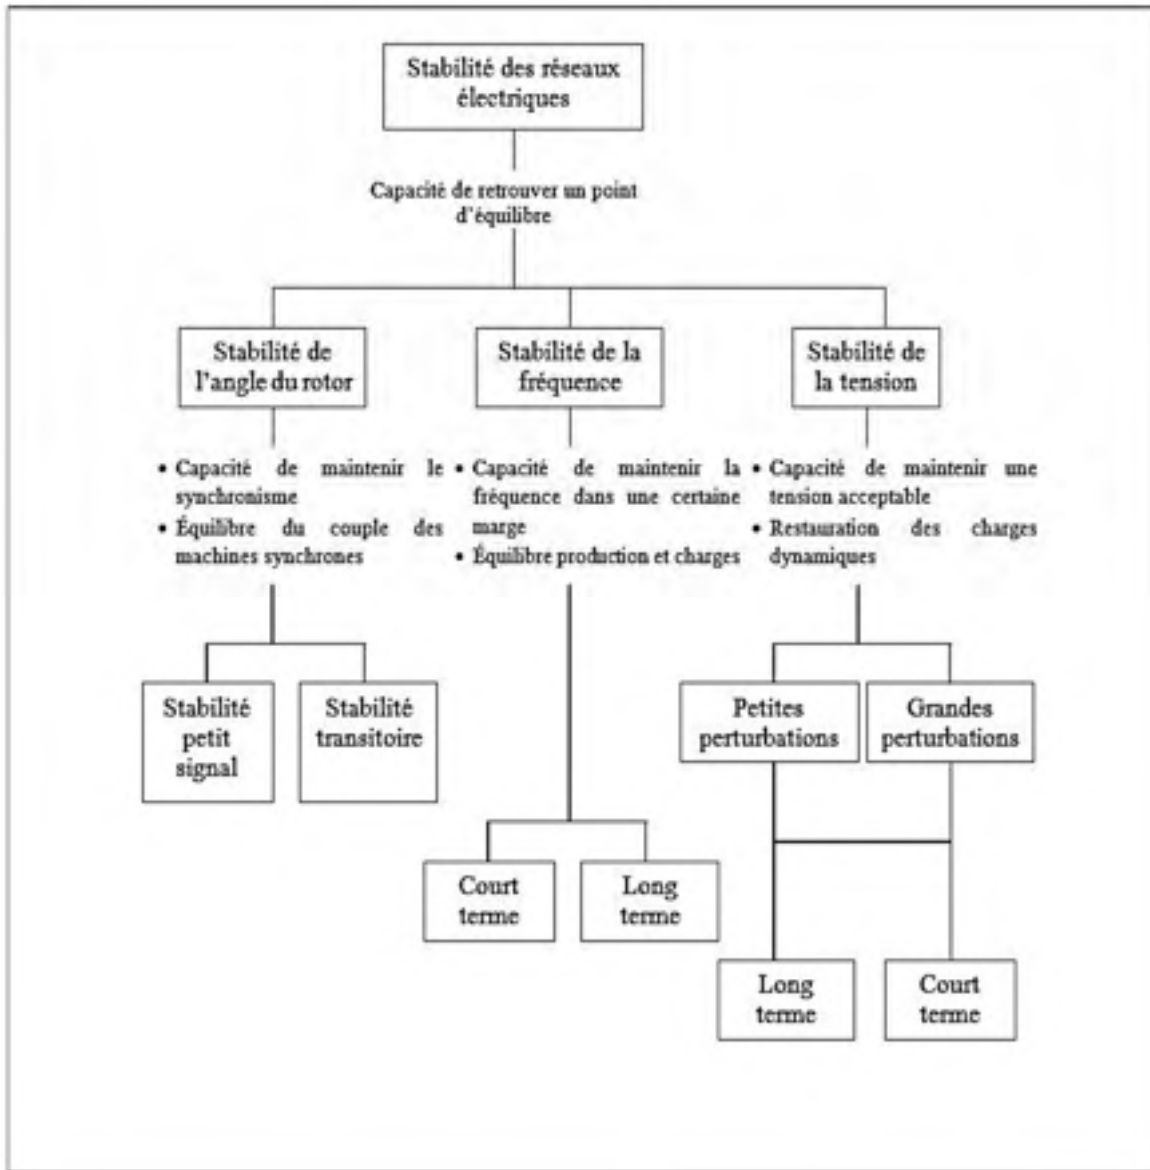 Stabilité des réseaux
électriques
Capacité de retrouver un point
d'équilibre
Stabilité de
l'angle du rotor
Stabilité de la
fréquence
Stabilité de
la tension
• Capacité de maintenir le
synchronisme
• Équilibre du couple des
machines synchrones
• Capacité de maintenir la
fréquence dans une certaine
marge
• Équilibre production et charges
• Capacité de maintenir une
tension acceptable
• Restauration des charges
dynamiques
Stabilité
petit
signal
Stabilité
transitoire
Petites
perturbations
Grandes
perturbations
Court
terme
Long
terme
Long
terme
Court
terme